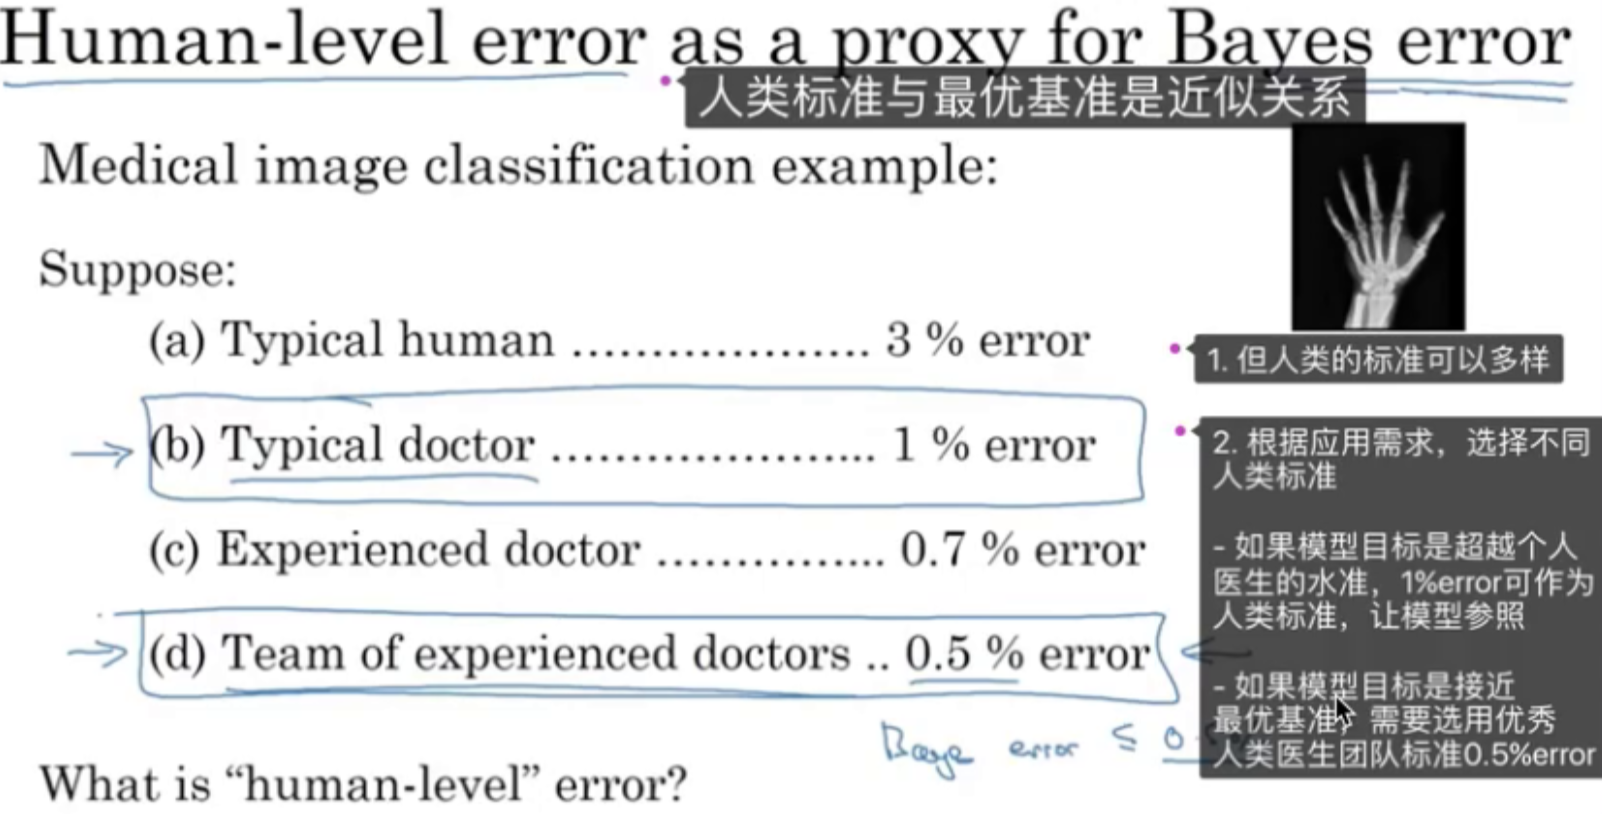 Human-level error as a proxy for Bayes error
人类标准与最优基准是近似关系
Medical image classification example:
Suppose:
(a) Typical human ................... 3 % error
1. 但人类的标准可以多样
(b) Typical doctor ..................... 1 % error
(c) Experienced doctor ............... 0.7 % error
(d) Team of experienced doctors .. 0.5 % error
2. 根据应用需求，选择不同
人类标准
- 如果模型目标是超越个人
医生的水准，1%error可作为
人类标准，让模型参照
- 如果模型目标是接近
最优基准，需要选用优秀
人类医生团队标准0.5%error
Baye error ≤ 0
What is “human-level” error?